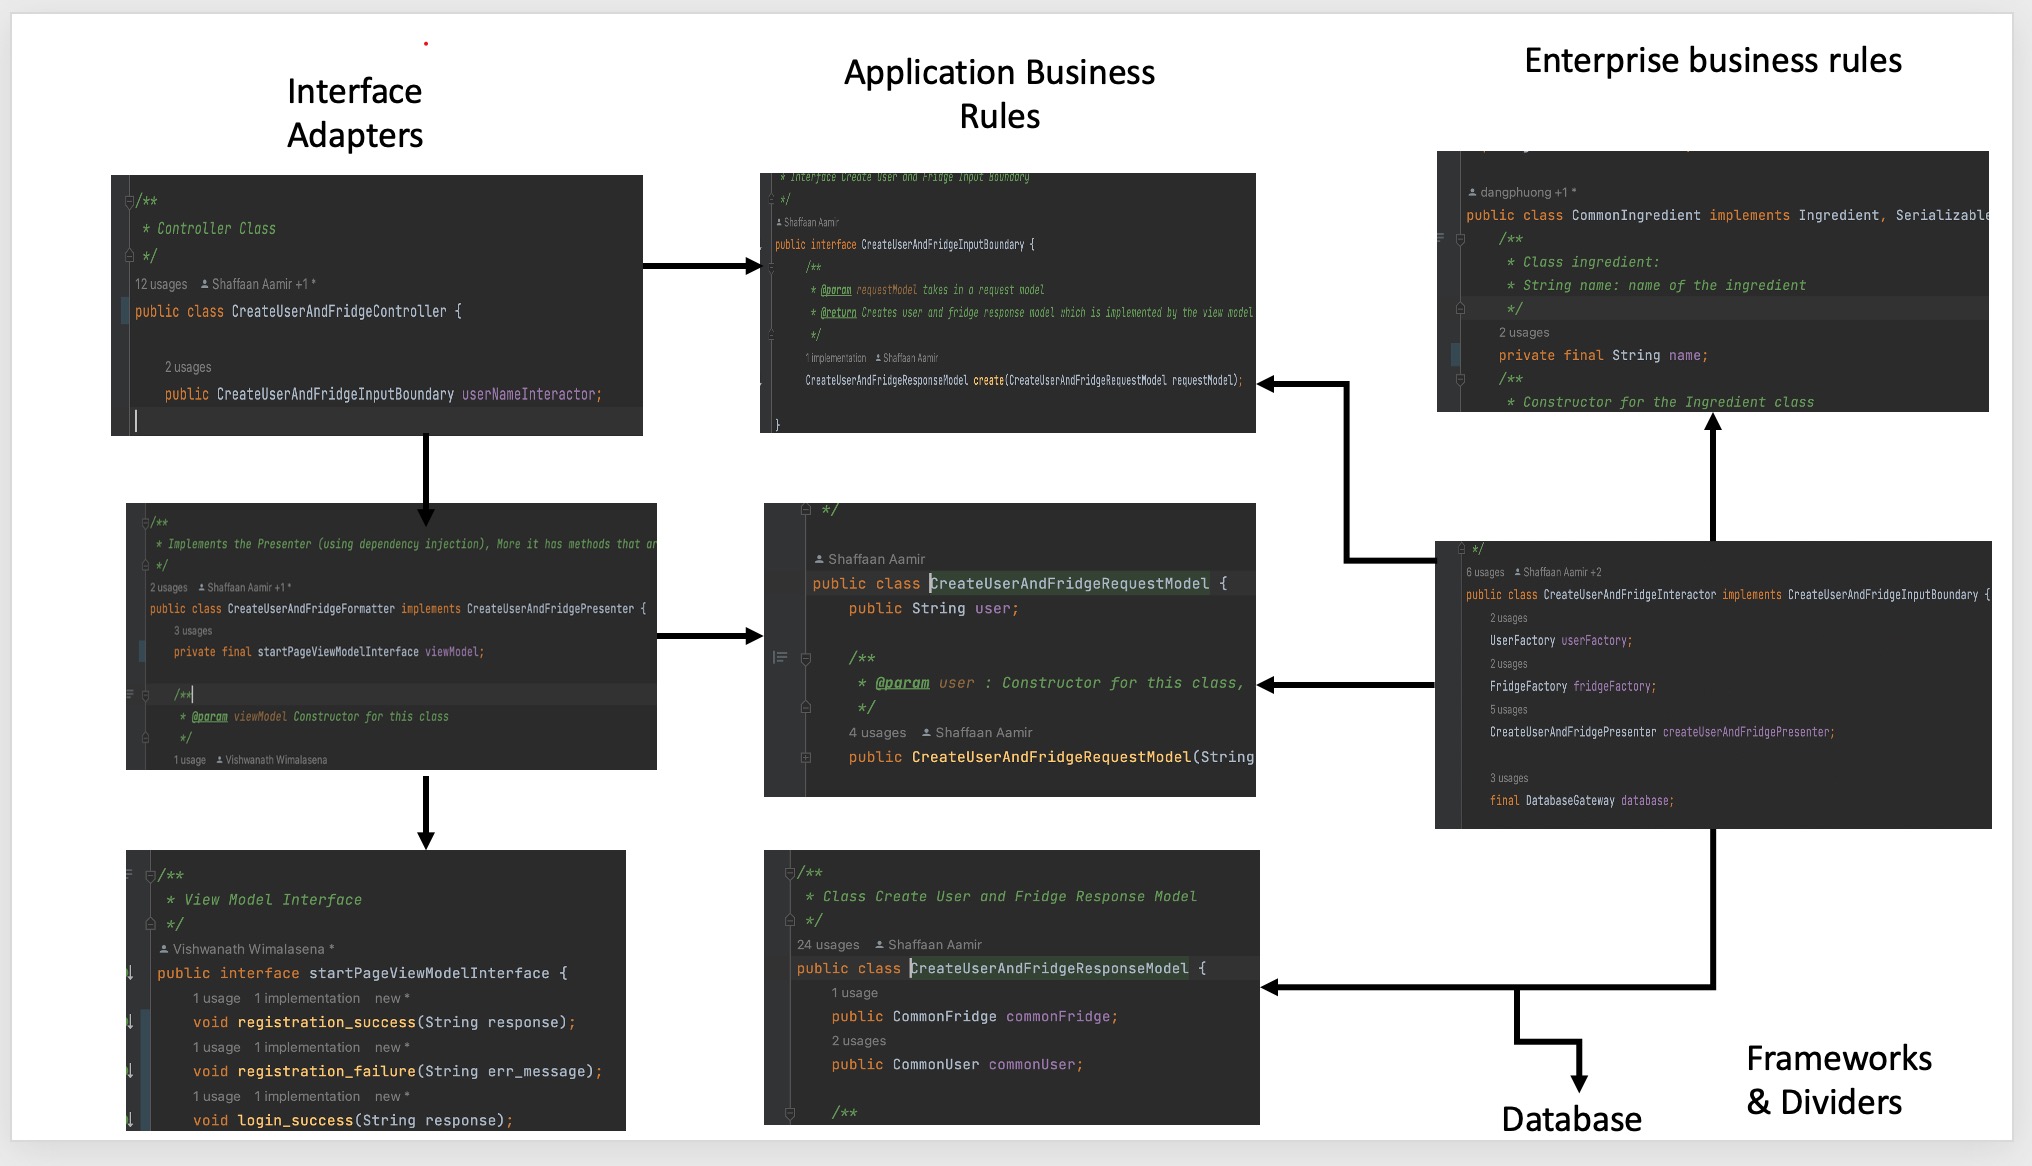 Interface
Adapters
Application Business
Rules
Enterprise business rules
/**
* Controller Class
*/
12 usages Shaffaan Aamir +1 *
public class CreateUserAndFridgeController {
2 usages
public CreateUserAndFridgeInputBoundary userNameInteractor;
* Interface Create User and Fridge Input Boundary
*/
Shaffaan Aamir
public interface CreateUserAndFridgeInputBoundary {
/**
* @param requestModel takes in a request model
* @return Creates user and fridge response model which is implemented by the view model
*/
1 implementation Shaffaan Aamir
CreateUserAndFridgeResponseModel create(CreateUserAndFridgeRequestModel requestModel);
}
dangphuong +1 *
public class CommonIngredient implements Ingredient, Serializable
/**
* Class ingredient:
* String name: name of the ingredient
*/
2 usages
private final String name;
/**
* Constructor for the Ingredient class
/**
* Implements the Presenter (using dependency injection), More it has methods that ar
*/
2 usages Shaffaan Aamir +1 *
public class CreateUserAndFridgeFormatter implements CreateUserAndFridgePresenter {
3 usages
private final startPageViewModelInterface viewModel;
/**
* @param viewModel Constructor for this class
*/
1 usage Vishwanath Wimalasena
*/
Shaffaan Aamir
public class CreateUserAndFridgeRequestModel {
public String user;
/**
* @param user : Constructor for this class,
*/
4 usages Shaffaan Aamir
public CreateUserAndFridgeRequestModel(String
*/
6 usages Shaffaan Aamir +2
public class CreateUserAndFridgeInteractor implements CreateUserAndFridgeInputBoundary {
2 usages
UserFactory userFactory;
2 usages
FridgeFactory fridgeFactory;
5 usages
CreateUserAndFridgePresenter createUserAndFridgePresenter;
3 usages
final DatabaseGateway database;
/**
* View Model Interface
*/
Vishwanath Wimalasena *
public interface startPageViewModelInterface {
1 usage 1 implementation new *
void registration_success(String response);
1 usage 1 implementation new *
void registration_failure(String err_message);
1 usage 1 implementation new *
void login_success(String response);
/**
* Class Create User and Fridge Response Model
*/
24 usages Shaffaan Aamir
public class CreateUserAndFridgeResponseModel {
1 usage
public CommonFridge commonFridge;
2 usages
public CommonUser commonUser;
/**
Database
Frameworks
& Dividers